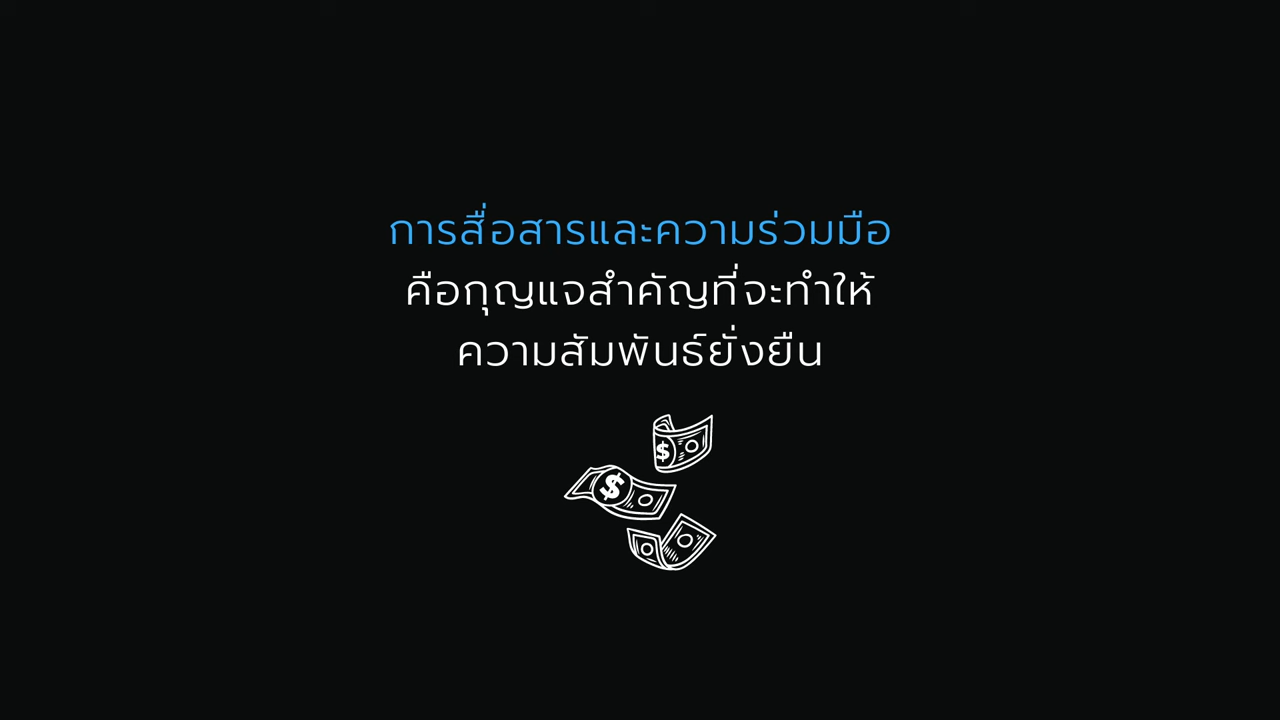 การสื่อสารและความร่วมมือ
คือกุญแจสำคัญที่จะทำให้
ความสัมพันธ์ยั่งยืน
$
$